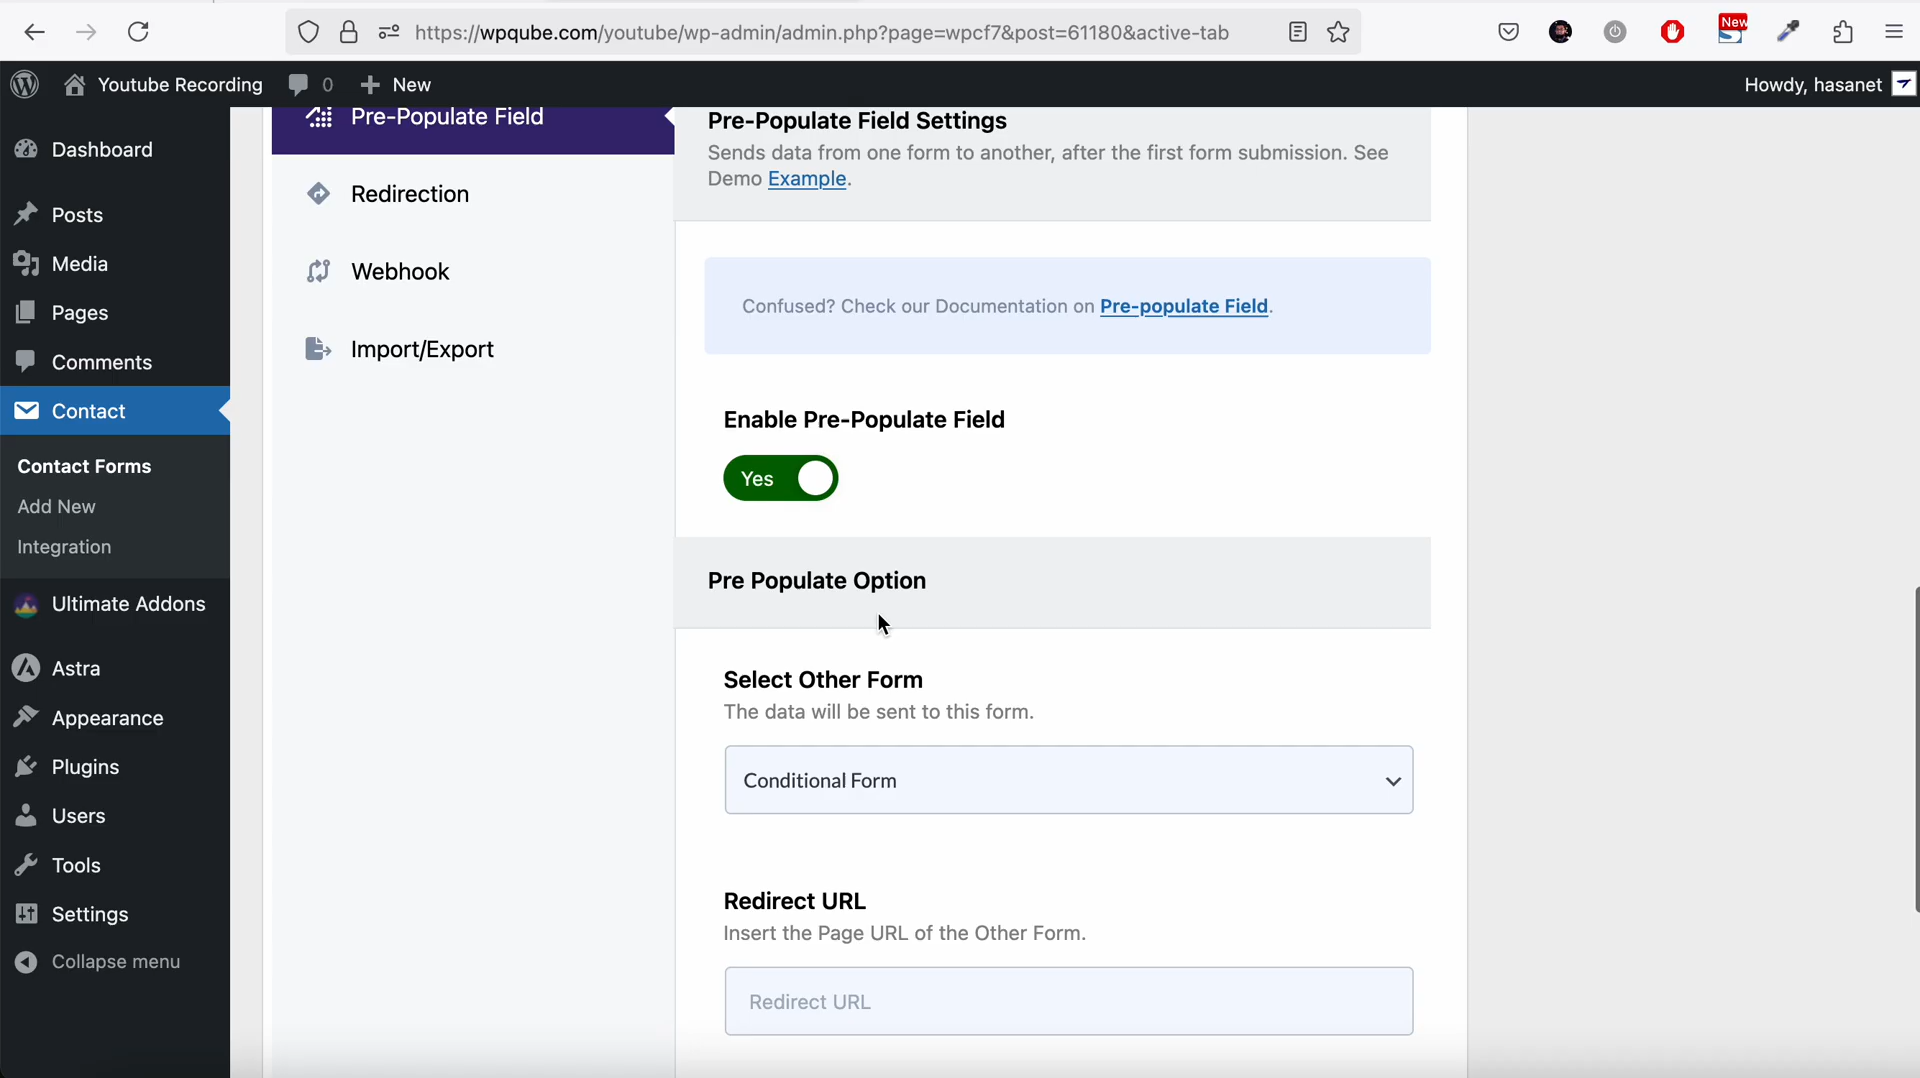 https://wpqube.com/youtube/wp-admin/admin.php?page=wpcf7&post=61180&active-tab
New
Youtube Recording
0
New
Howdy, hasanet
Dashboard
Posts
Media
Pages
Comments
Contact
Contact Forms
Add New
Integration
Ultimate Addons
Astra
Appearance
Plugins
Users
Tools
Settings
Collapse menu
Pre-Populate Field
Redirection
Webhook
Import/Export
Pre-Populate Field Settings
Sends data from one form to another, after the first form submission. See
Demo Example.
Confused? Check our Documentation on Pre-populate Field.
Enable Pre-Populate Field
Yes
Pre Populate Option
Select Other Form
The data will be sent to this form.
Conditional Form
Redirect URL
Insert the Page URL of the Other Form.
Redirect URL